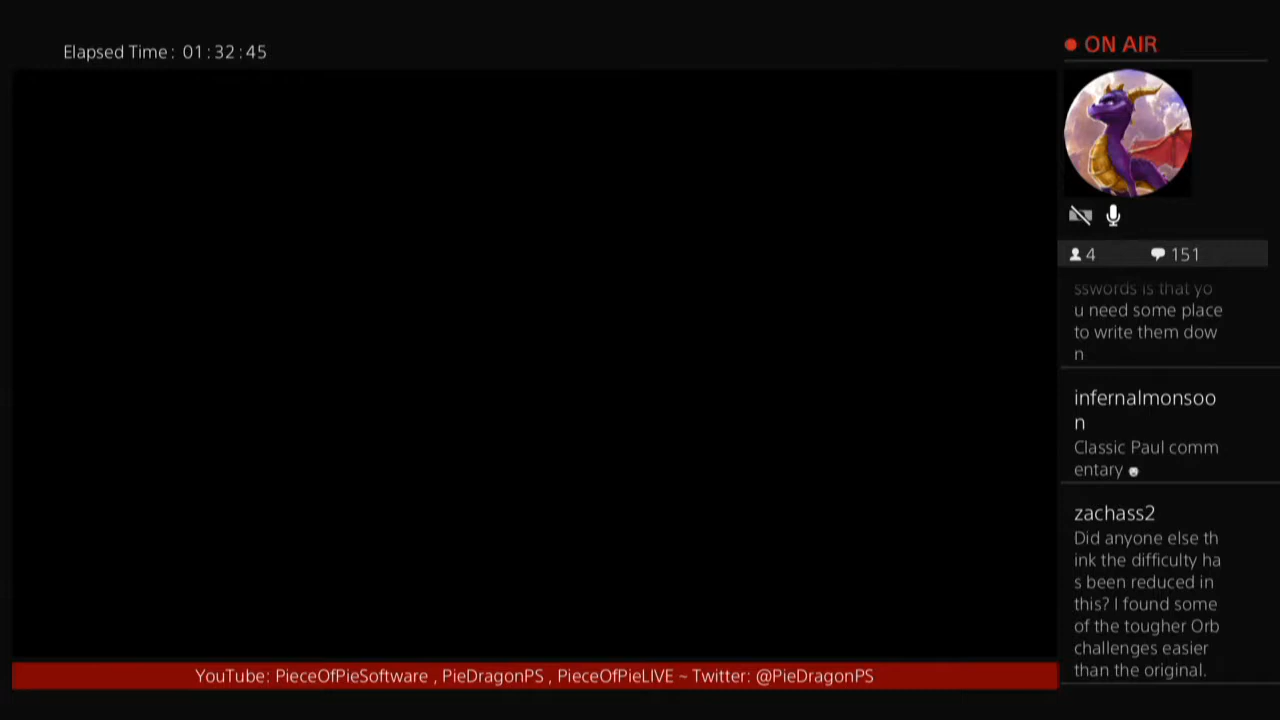 Elapsed Time: 01:32:45
ON AIR
4 151
sswords is that yo
u need some place
to write them dow
n
infernalmonsoo
n
Classic Paul comm
entary
zachass2
Did anyone else th
ink the difficulty ha
s been reduced in
this? I found some
of the tougher Orb
challenges easier
than the original.
YouTube: PieceOfPieSoftware , PieDragonPS , PieceOfPieLIVE ~ Twitter: @PieDragonPS